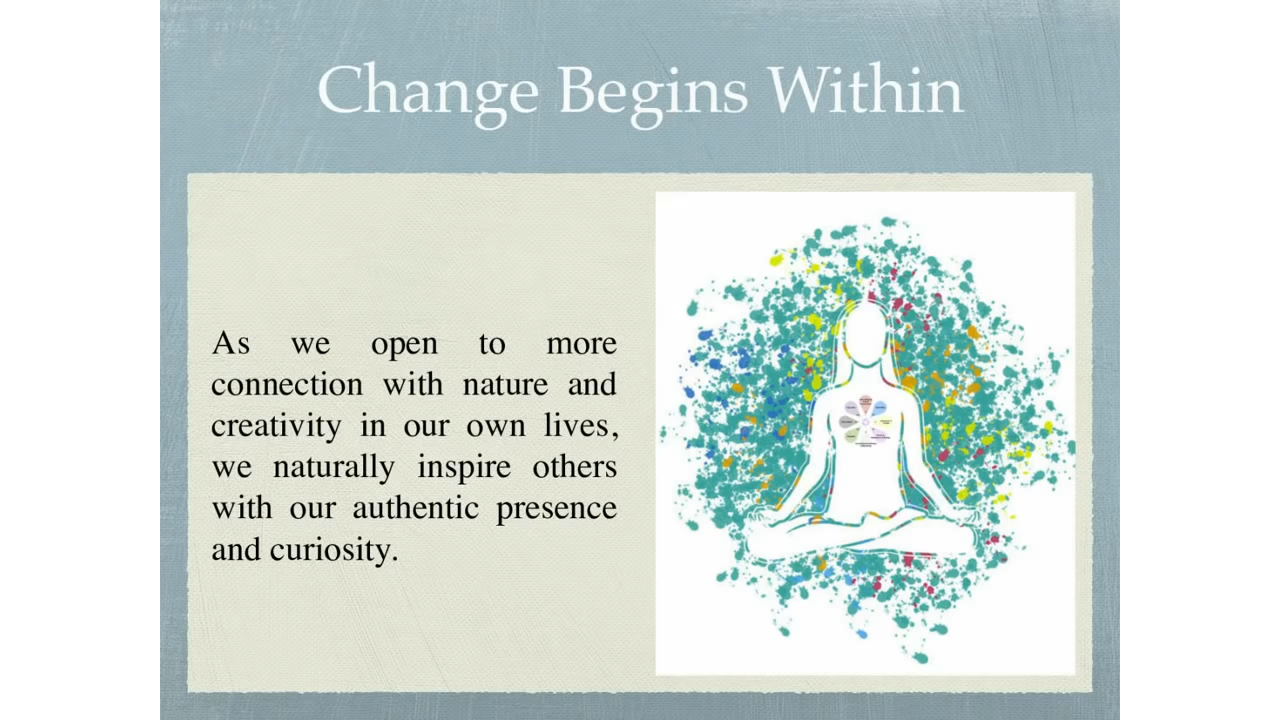 Change Begins Within
As we open to more
connection with nature and
creativity in our own lives,
we naturally inspire others
with our authentic presence
and curiosity.